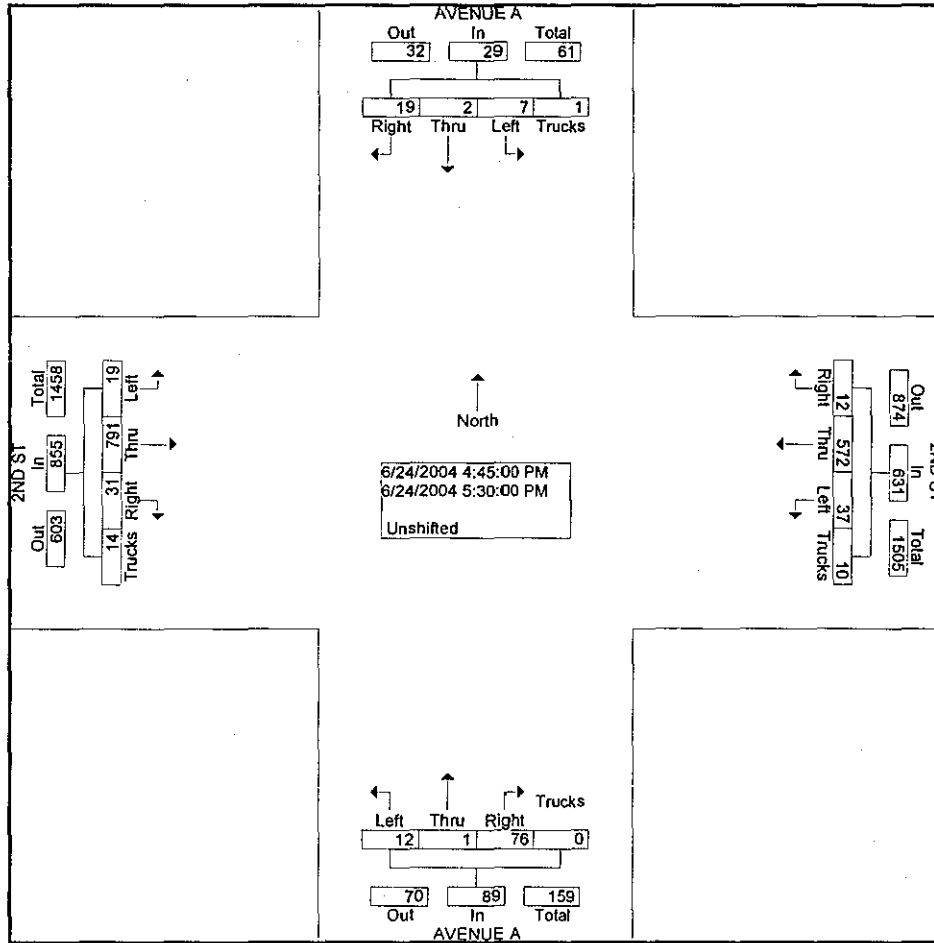 AVENUE A
Out In Total
32 29 61
19 2 7 1
Right Thru Left Trucks
2ND ST
Total In Out
1458 855 603
19 791 31 14
Left Thru Right Trucks
North
6/24/2004 4:45:00 PM
6/24/2004 5:30:00 PM
Unshifted
Right Thru Left Trucks
12 572 37 10
Out In Total
874 631 1505
2ND ST
Left Thru Right Trucks
12 1 76 0
70 89 159
Out In Total
AVENUE A